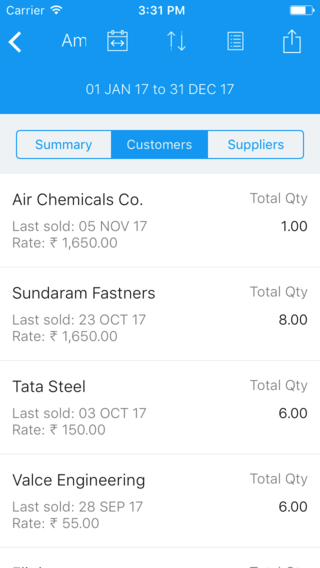 Carrier 3:31 PM
Am
01 JAN 17 to 31 DEC 17
Summary Customers Suppliers
Air Chemicals Co. Total Qty
Last sold: 05 NOV 17 1.00
Rate: ₹ 1,650.00
Sundaram Fastners Total Qty
Last sold: 23 OCT 17 8.00
Rate: ₹ 1,650.00
Tata Steel Total Qty
Last sold: 03 OCT 17 6.00
Rate: ₹ 150.00
Valce Engineering Total Qty
Last sold: 28 SEP 17 6.00
Rate: ₹ 55.00
Total Qty